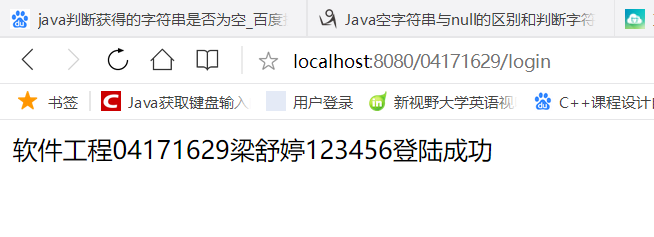 java判断获得的字符串是否为空_百度
Java空字符串与null的区别和判断字符
localhost:8080/04171629/login
书签
Java获取键盘输入
用户登录
新视野大学英语视
C++课程设计
软件工程04171629梁舒婷123456登陆成功